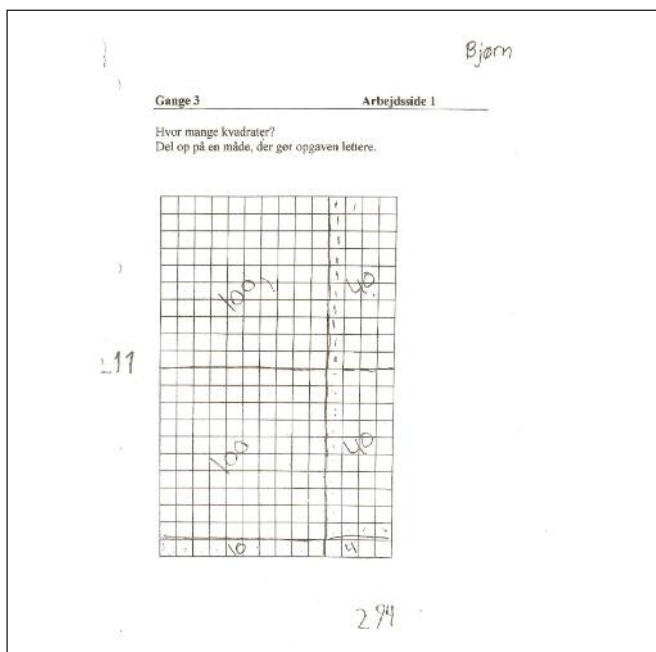 Bjørn
Gange 3 Arbejdsside 1
Hvor mange kvadrater?
Del op på en måde, der gør opgaven lettere.
100 40
11
100 40
10 4
294